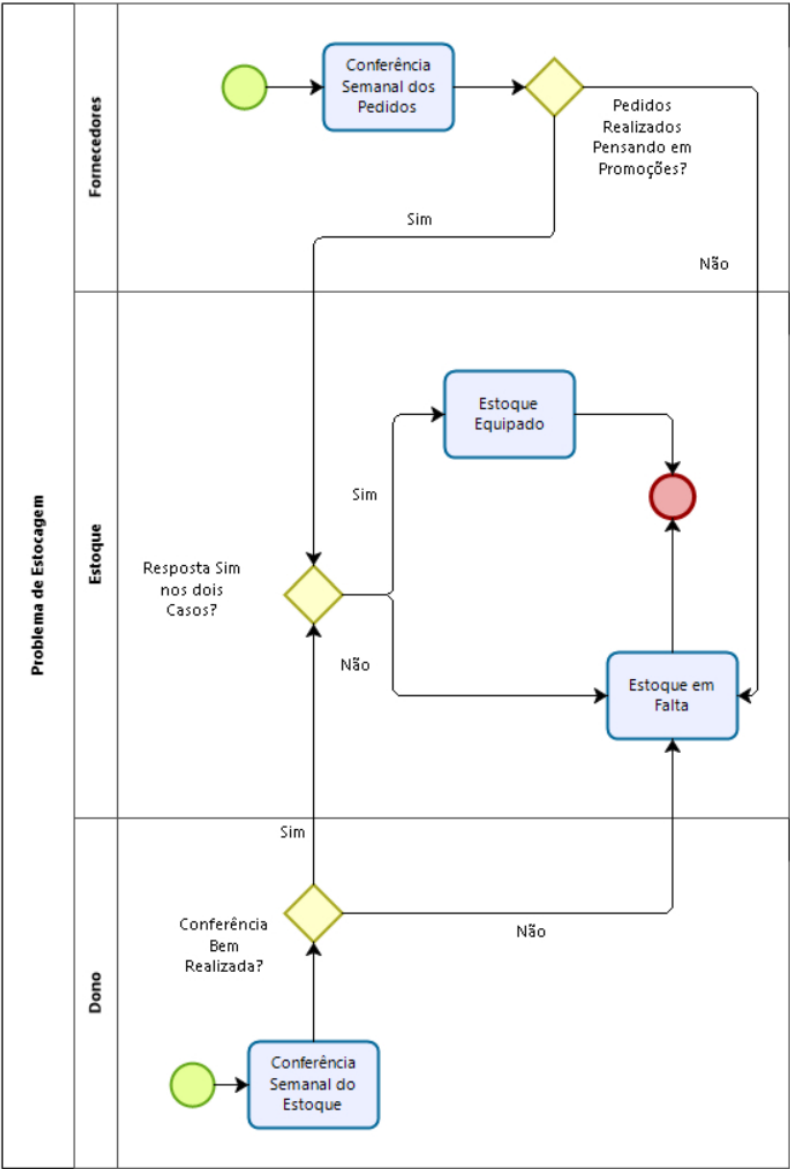 Problema de Estocagem
Fornecedores
Conferência
Semanal dos
Pedidos
Pedidos
Realizados
Pensando em
Promoções?
Sim
Não
Estoque
Estoque
Equipado
Sim
Resposta Sim
nos dois
Casos?
Não
Estoque em
Falta
Dono
Sim
Conferência
Bem
Realizada?
Não
Conferência
Semanal do
Estoque